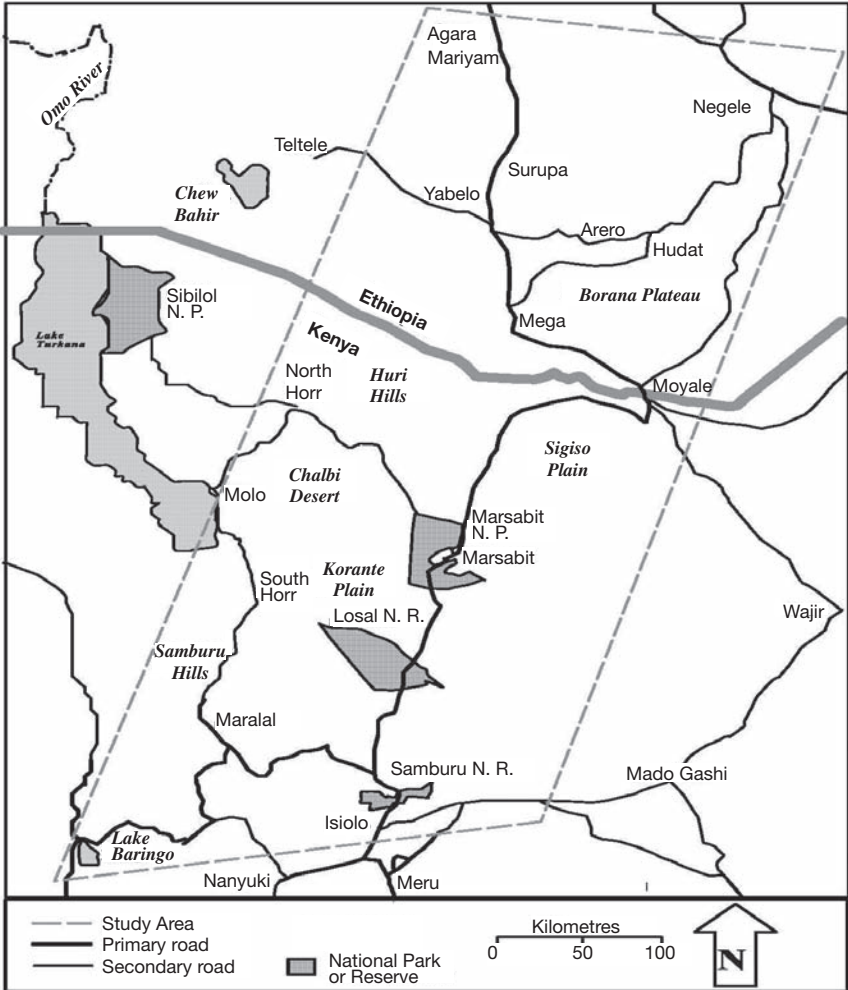 Agara
Mariyam
Omo River
Negele
Teltele
Surupa
Chew
Bahir
Yabelo
Arero
Hudat
Sibilol
N. P.
Borana Plateau
Ethiopia
Mega
Lake
Turkana
Kenya
North
Horr
Huri
Hills
Moyale
Sigiso
Plain
Chalbi
Desert
Molo
Marsabit
N. P.
Marsabit
South
Horr
Korante
Plain
Losal N. R.
Wajir
Samburu
Hills
Maralal
Samburu N. R.
Mado Gashi
Isiolo
Lake
Baringo
Nanyuki
Meru
Study Area
Primary road
Secondary road
National Park
or Reserve
Kilometres
0 50 100
N